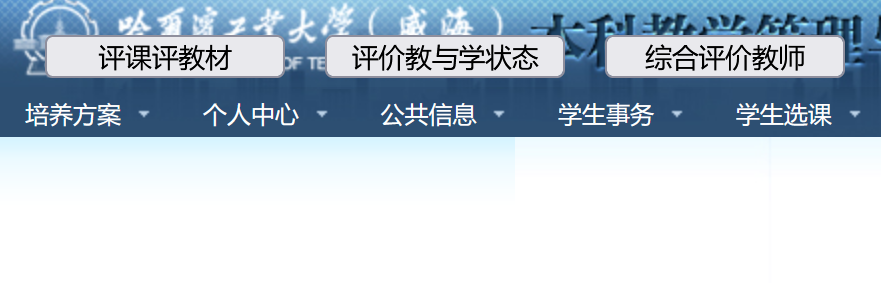 哈尔滨工业大学（威海）
本科教学管理与
评课评教材
评价教与学状态
综合评价教师
OF TE
培养方案
个人中心
公共信息
学生事务
学生选课